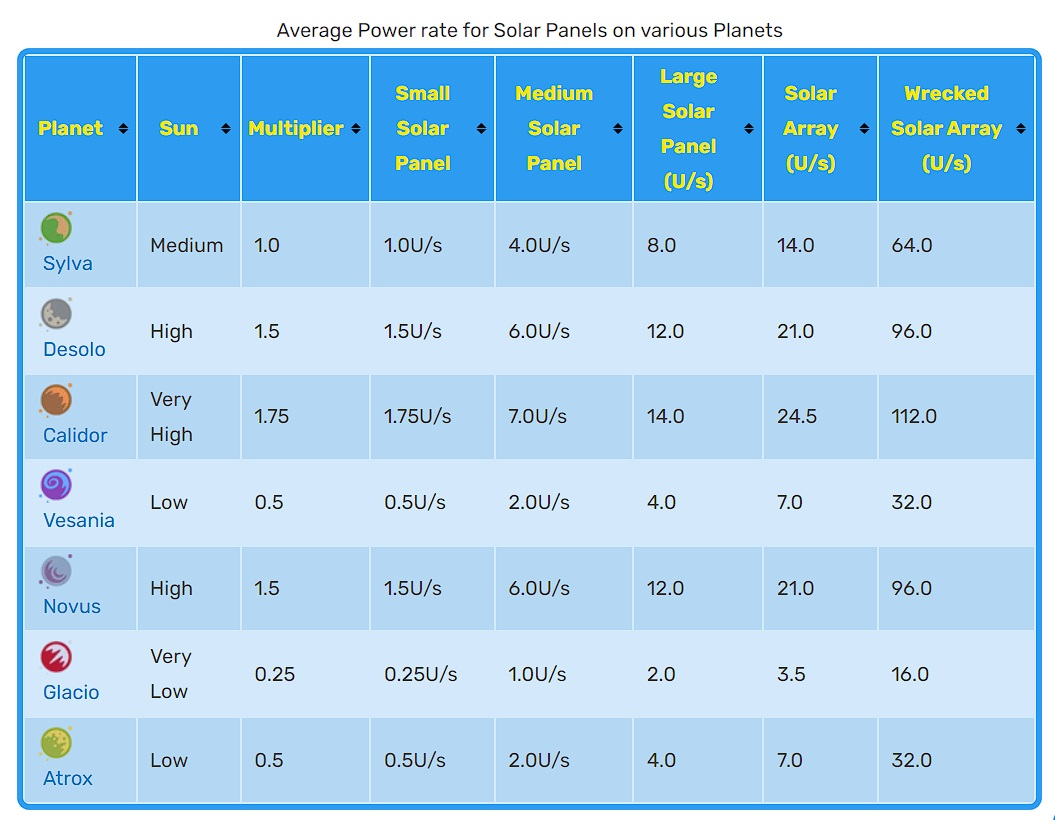 Average Power rate for Solar Panels on various Planets
Planet Sun Multiplier Small Solar Panel Medium Solar Panel Large Solar Panel (U/s) Solar Array (U/s) Wrecked Solar Array (U/s)
Sylva Medium 1.0 1.0U/s 4.0U/s 8.0 14.0 64.0
Desolo High 1.5 1.5U/s 6.0U/s 12.0 21.0 96.0
Calidor Very High 1.75 1.75U/s 7.0U/s 14.0 24.5 112.0
Vesania Low 0.5 0.5U/s 2.0U/s 4.0 7.0 32.0
Novus High 1.5 1.5U/s 6.0U/s 12.0 21.0 96.0
Glacio Very Low 0.25 0.25U/s 1.0U/s 2.0 3.5 16.0
Atrox Low 0.5 0.5U/s 2.0U/s 4.0 7.0 32.0